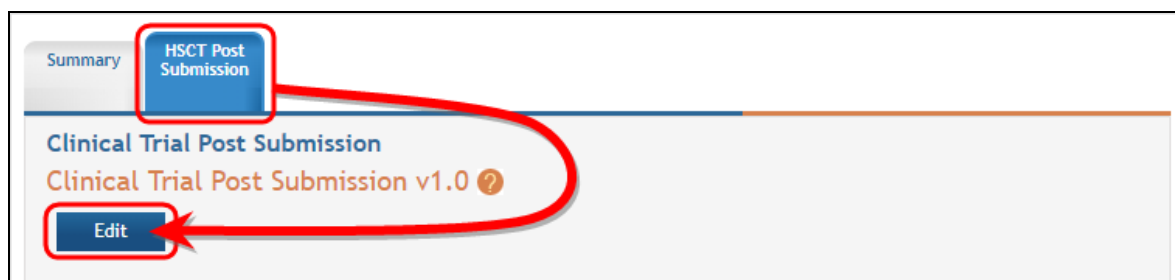 Summary
HSCT Post
Submission
Clinical Trial Post Submission
Clinical Trial Post Submission v1.0 ?
Edit